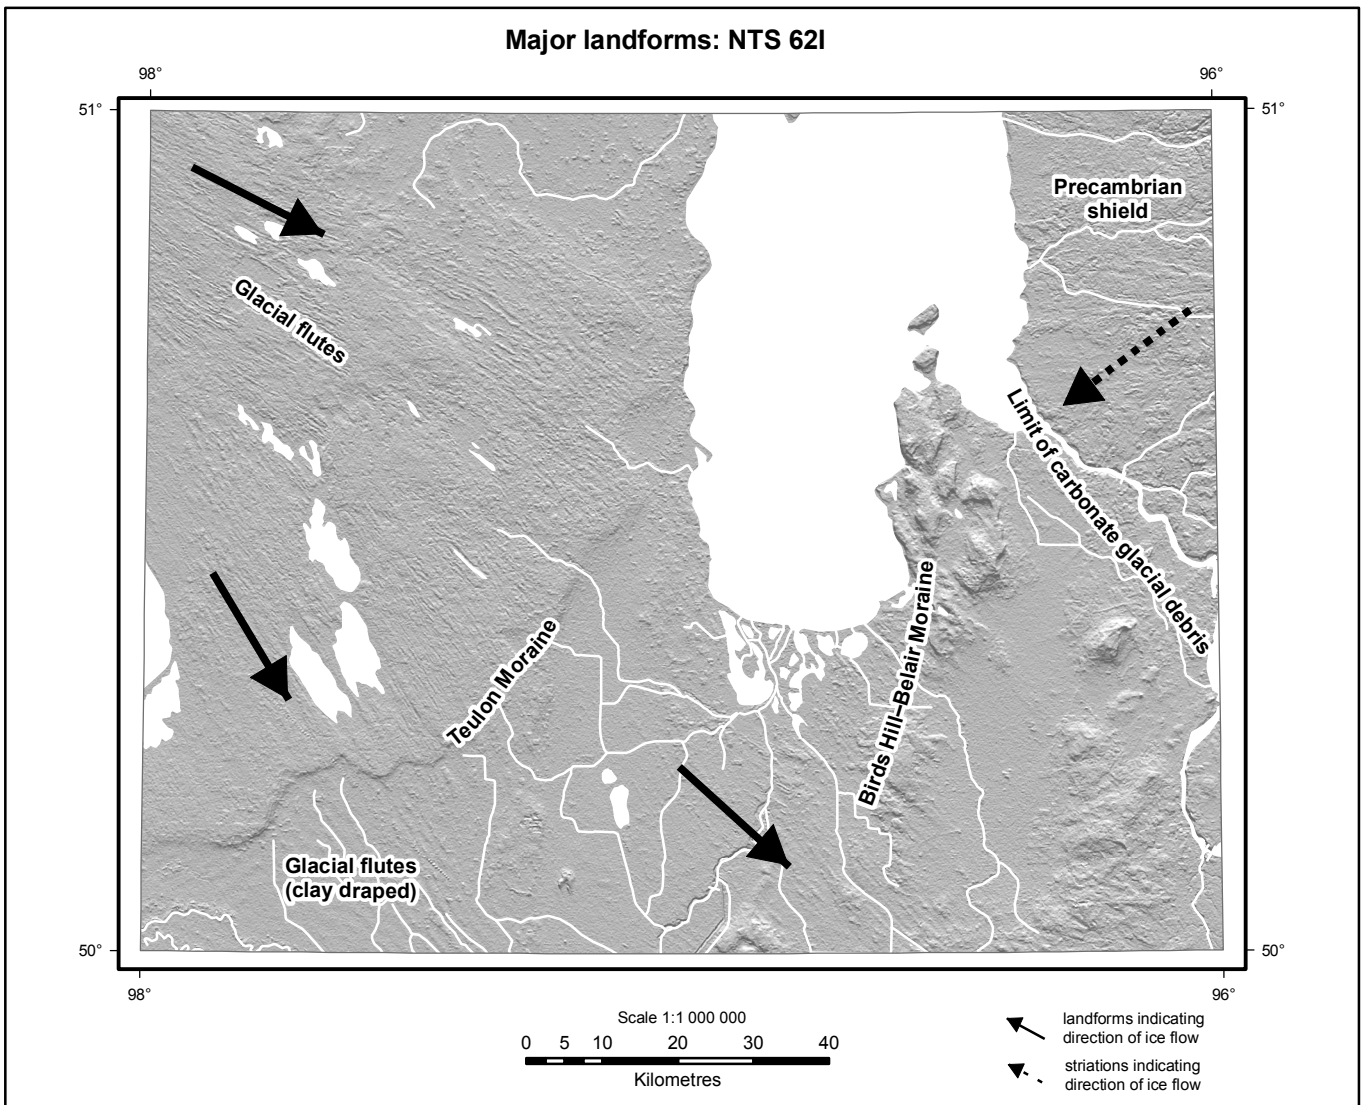 Major landforms: NTS 62I
98°
96°
51°
51°
Precambrian
shield
Glacial flutes
Limit of carbonate glacial debris
Teulon Moraine
Birds Hill–Belair Moraine
Glacial flutes
(clay draped)
50°
50°
98°
96°
Scale 1:1 000 000
0 5 10 20 30 40
Kilometres
landforms indicating
direction of ice flow
striations indicating
direction of ice flow